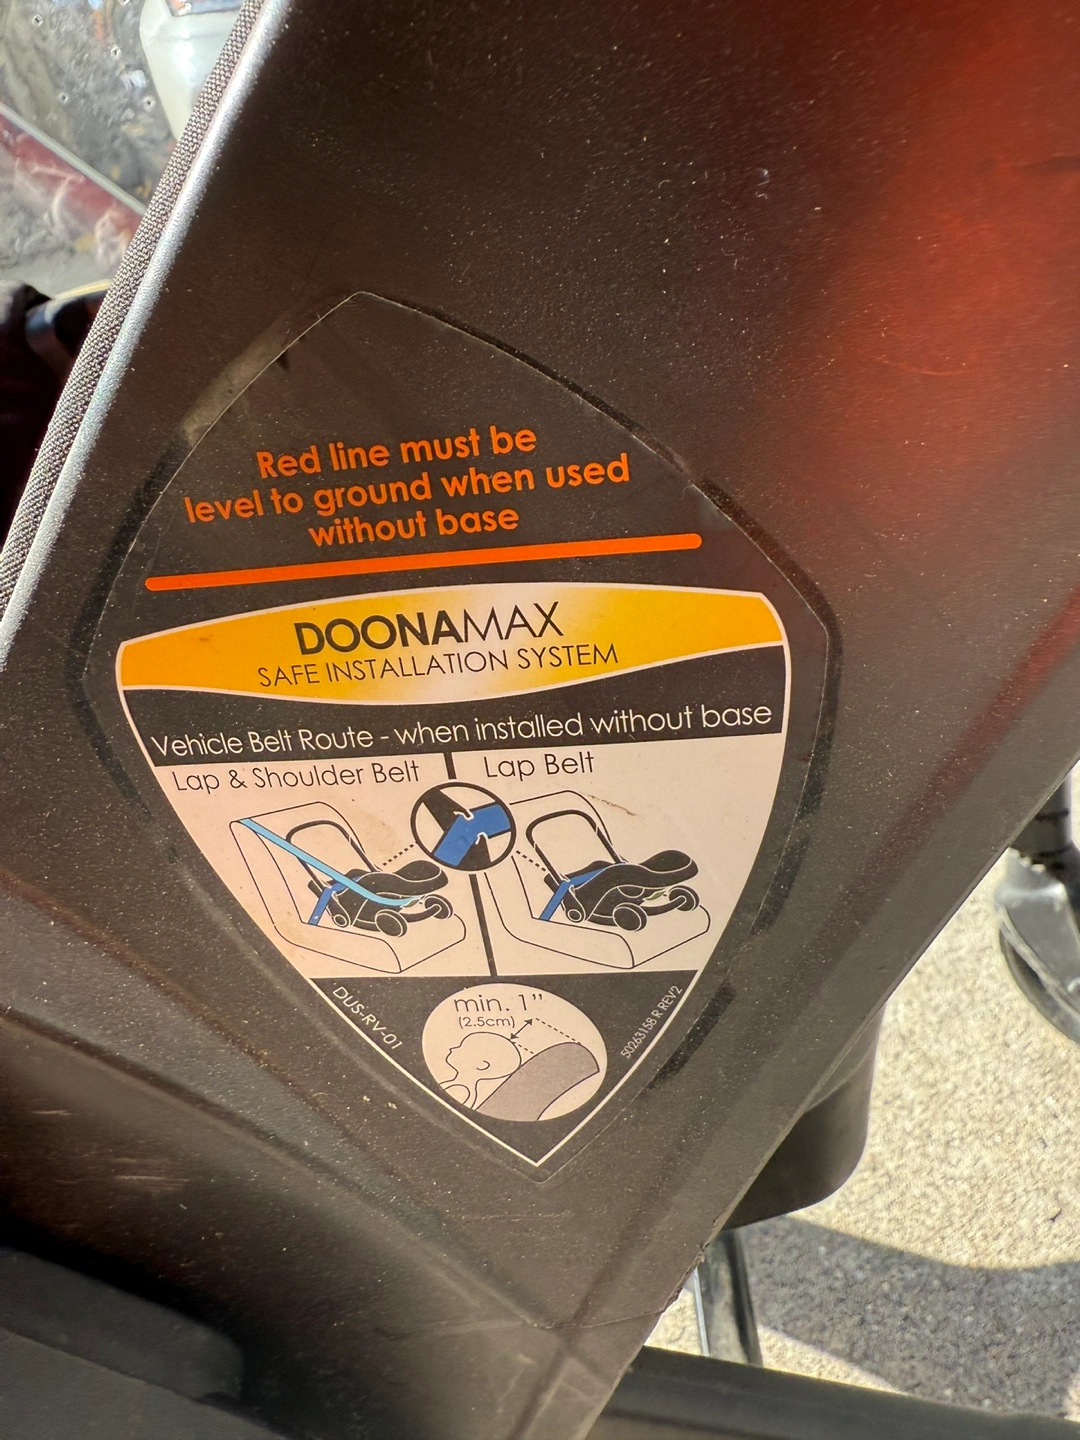 Red line must be
level to ground when used
without base
DOONAMAX
SAFE INSTALLATION SYSTEM
Vehicle Belt Route - when installed without base
Lap & Shoulder Belt
Lap Belt
min. 1"
(2.5cm)
DUS-RV-01
50263158 R REV2